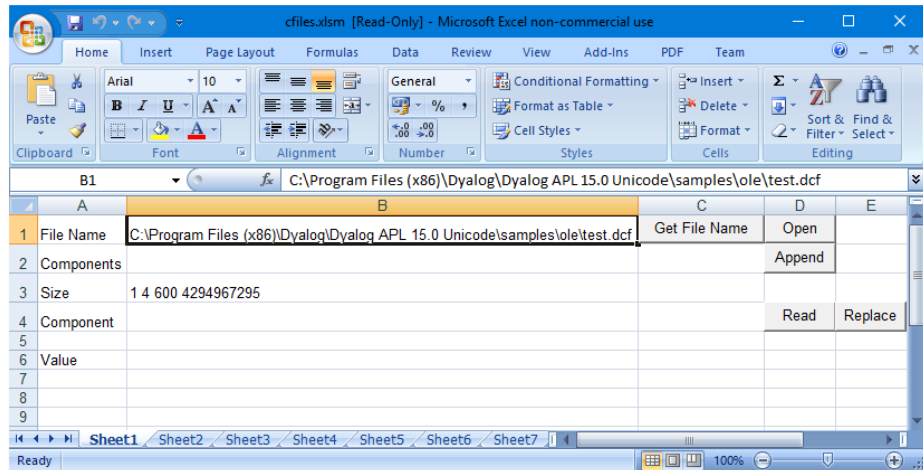 cfiles.xlsm [Read-Only] - Microsoft Excel non-commercial use
Home Insert Page Layout Formulas Data Review View Add-Ins PDF Team
Arial 10 General Conditional Formatting Insert Σ
Paste B I U A A % , Format as Table Delete Sort & Find &
Cell Styles Format Filter Select
Clipboard Font Alignment Number Styles Cells Editing
B1 fx C:\Program Files (x86)\Dyalog\Dyalog APL 15.0 Unicode\samples\ole\test.dcf
A B C D E
1 File Name C:\Program Files (x86)\Dyalog\Dyalog APL 15.0 Unicode\samples\ole\test.dcf Get File Name Open
2 Components Append
3 Size 1 4 600 4294967295
4 Component Read Replace
5
6 Value
7
8
9
Sheet1 Sheet2 Sheet3 Sheet4 Sheet5 Sheet6 Sheet7
Ready 100%